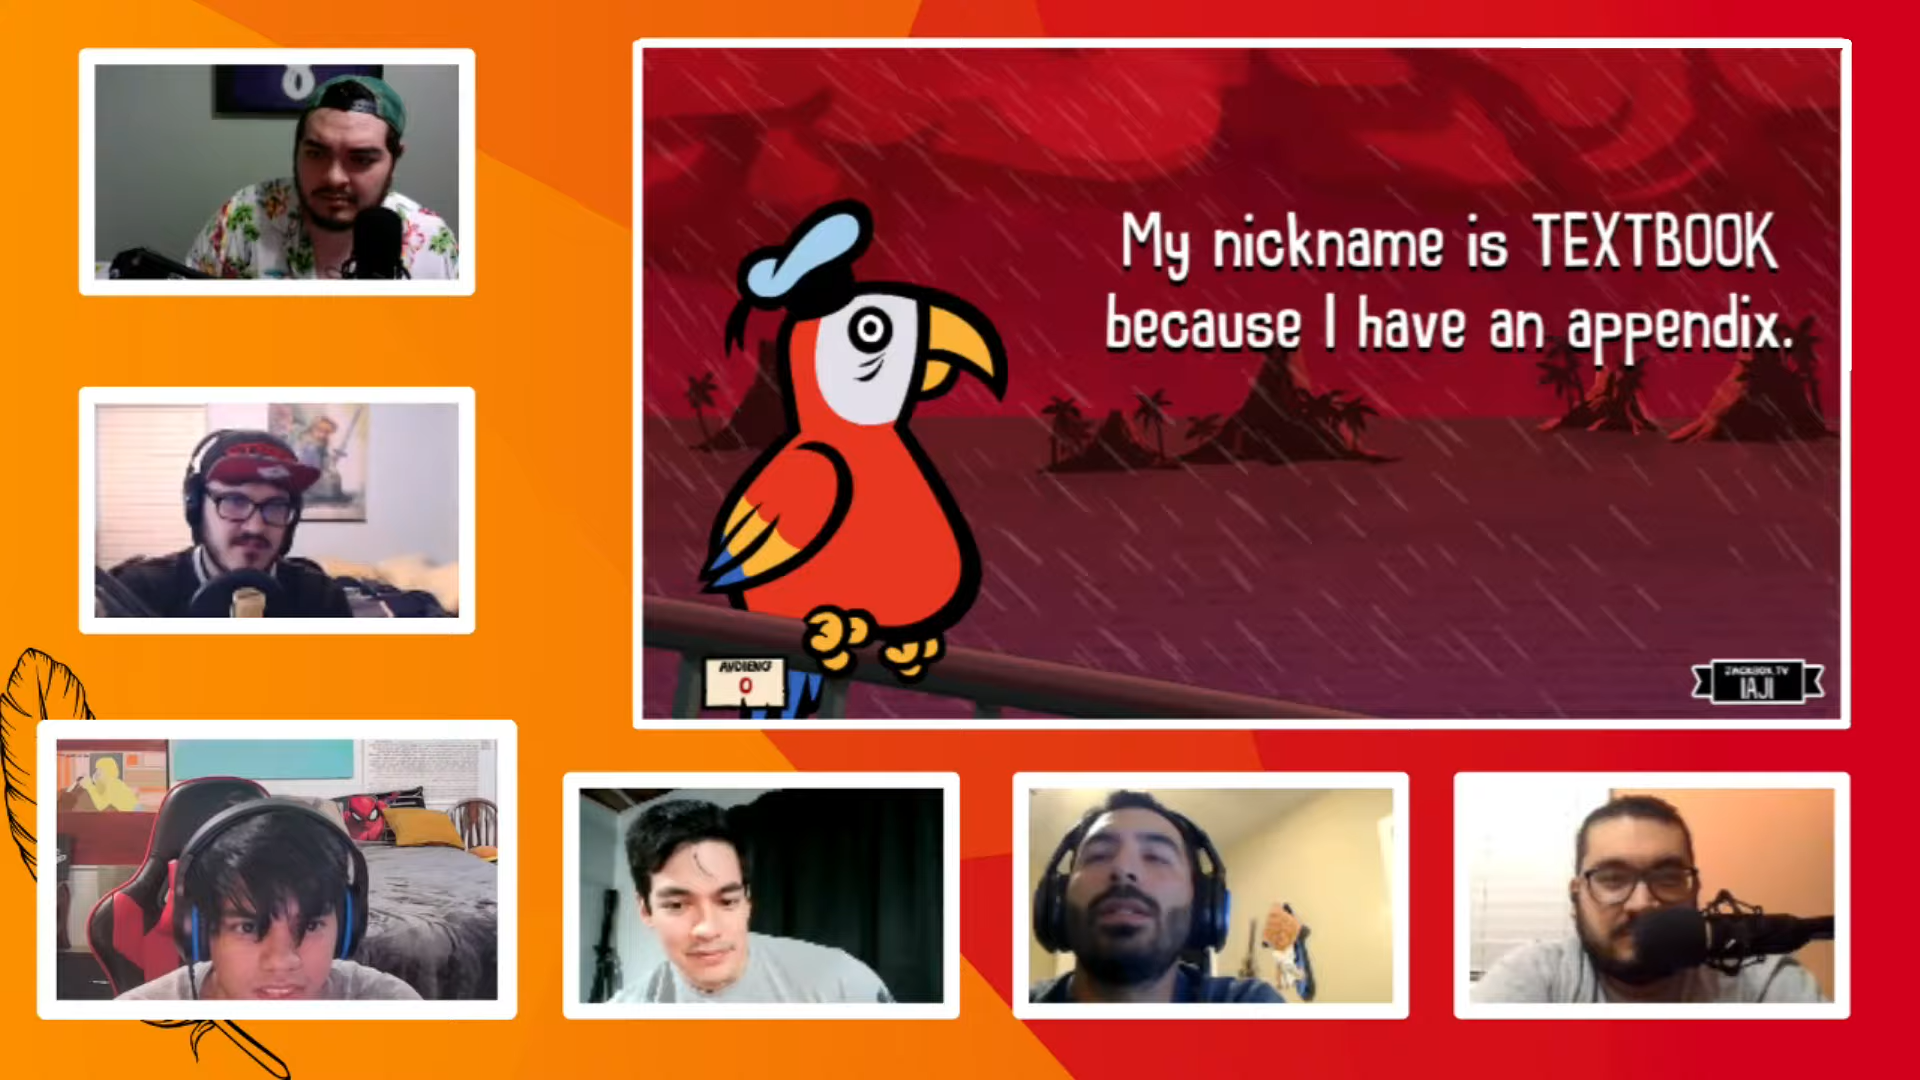 My nickname is TEXTBOOK
because I have an appendix.
AUDIENCE
0
JACKBOX.TV
IAJI